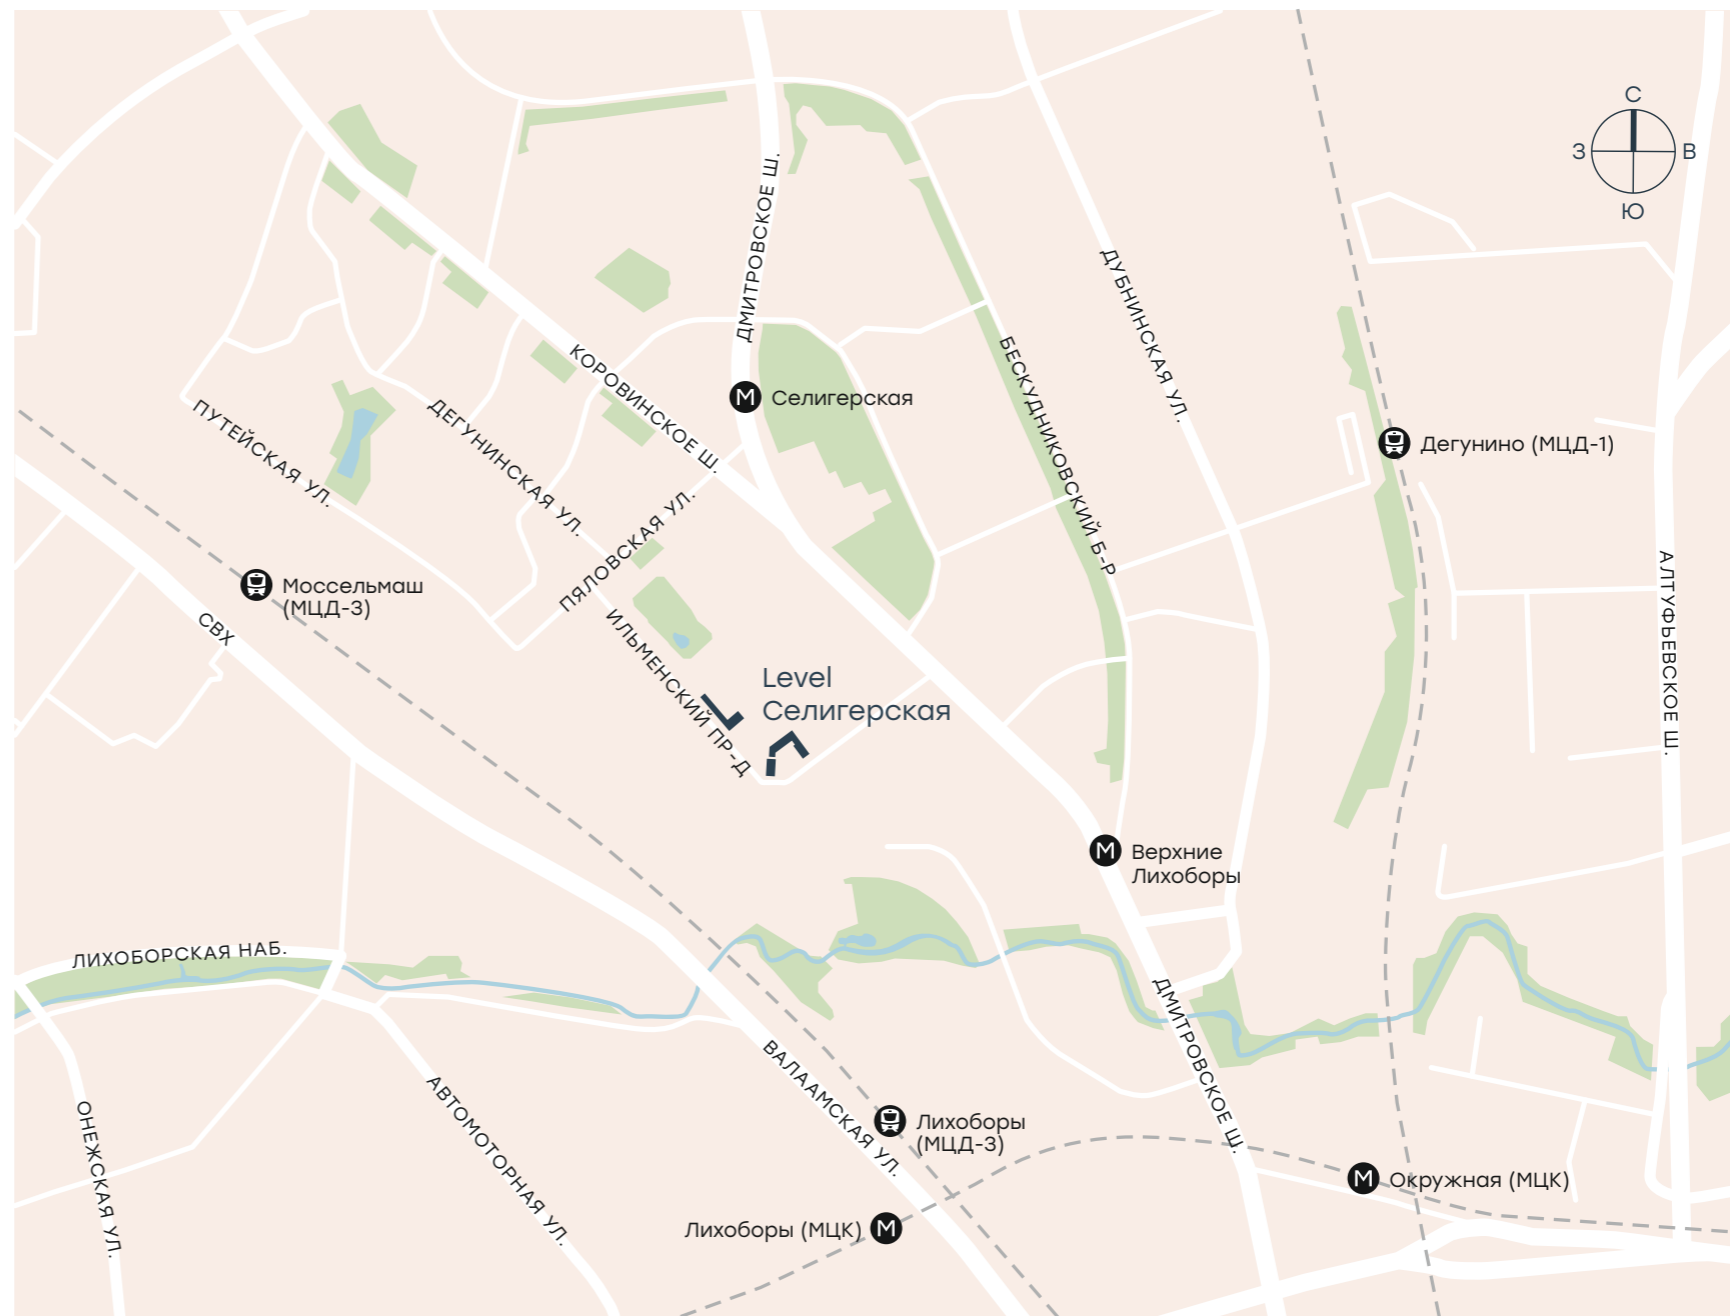 С
З
В
Ю
ДМИТРОВСКОЕ Ш.
ДУБНИНСКАЯ УЛ.
КОРОВИНСКОЕ Ш.
БЕСКУДНИКОВСКИЙ Б-Р
М
Селигерская
ПУТЕЙСКАЯ УЛ.
ДЕГУНИНСКАЯ УЛ.
Дегунино (МЦД-1)
ПЯЛОВСКАЯ УЛ.
АЛТУФЬЕВСКОЕ Ш.
Моссельмаш
(МЦД-3)
СВХ
ИЛЬМЕНСКИЙ ПР-Д
Level
Селигерская
М
Верхние
Лихоборы
ЛИХОБОРСКАЯ НАБ.
ДМИТРОВСКОЕ Ш.
ВАЛААМСКАЯ УЛ.
АВТОМОТОРНАЯ УЛ.
ОНЕЖСКАЯ УЛ.
Лихоборы
(МЦД-3)
М
Окружная (МЦК)
Лихоборы (МЦК)
М